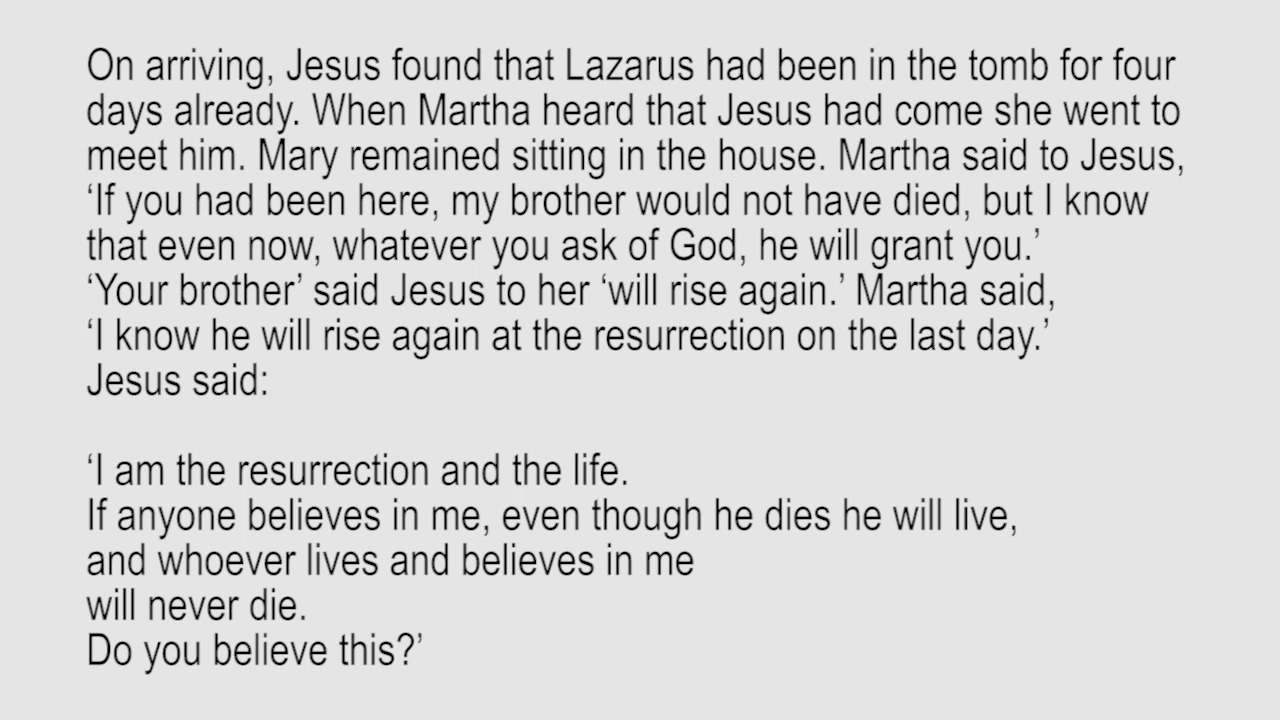 On arriving, Jesus found that Lazarus had been in the tomb for four
days already. When Martha heard that Jesus had come she went to
meet him. Mary remained sitting in the house. Martha said to Jesus,
‘If you had been here, my brother would not have died, but I know
that even now, whatever you ask of God, he will grant you.’
‘Your brother’ said Jesus to her ‘will rise again.’ Martha said,
‘I know he will rise again at the resurrection on the last day.’
Jesus said:
‘I am the resurrection and the life.
If anyone believes in me, even though he dies he will live,
and whoever lives and believes in me
will never die.
Do you believe this?’